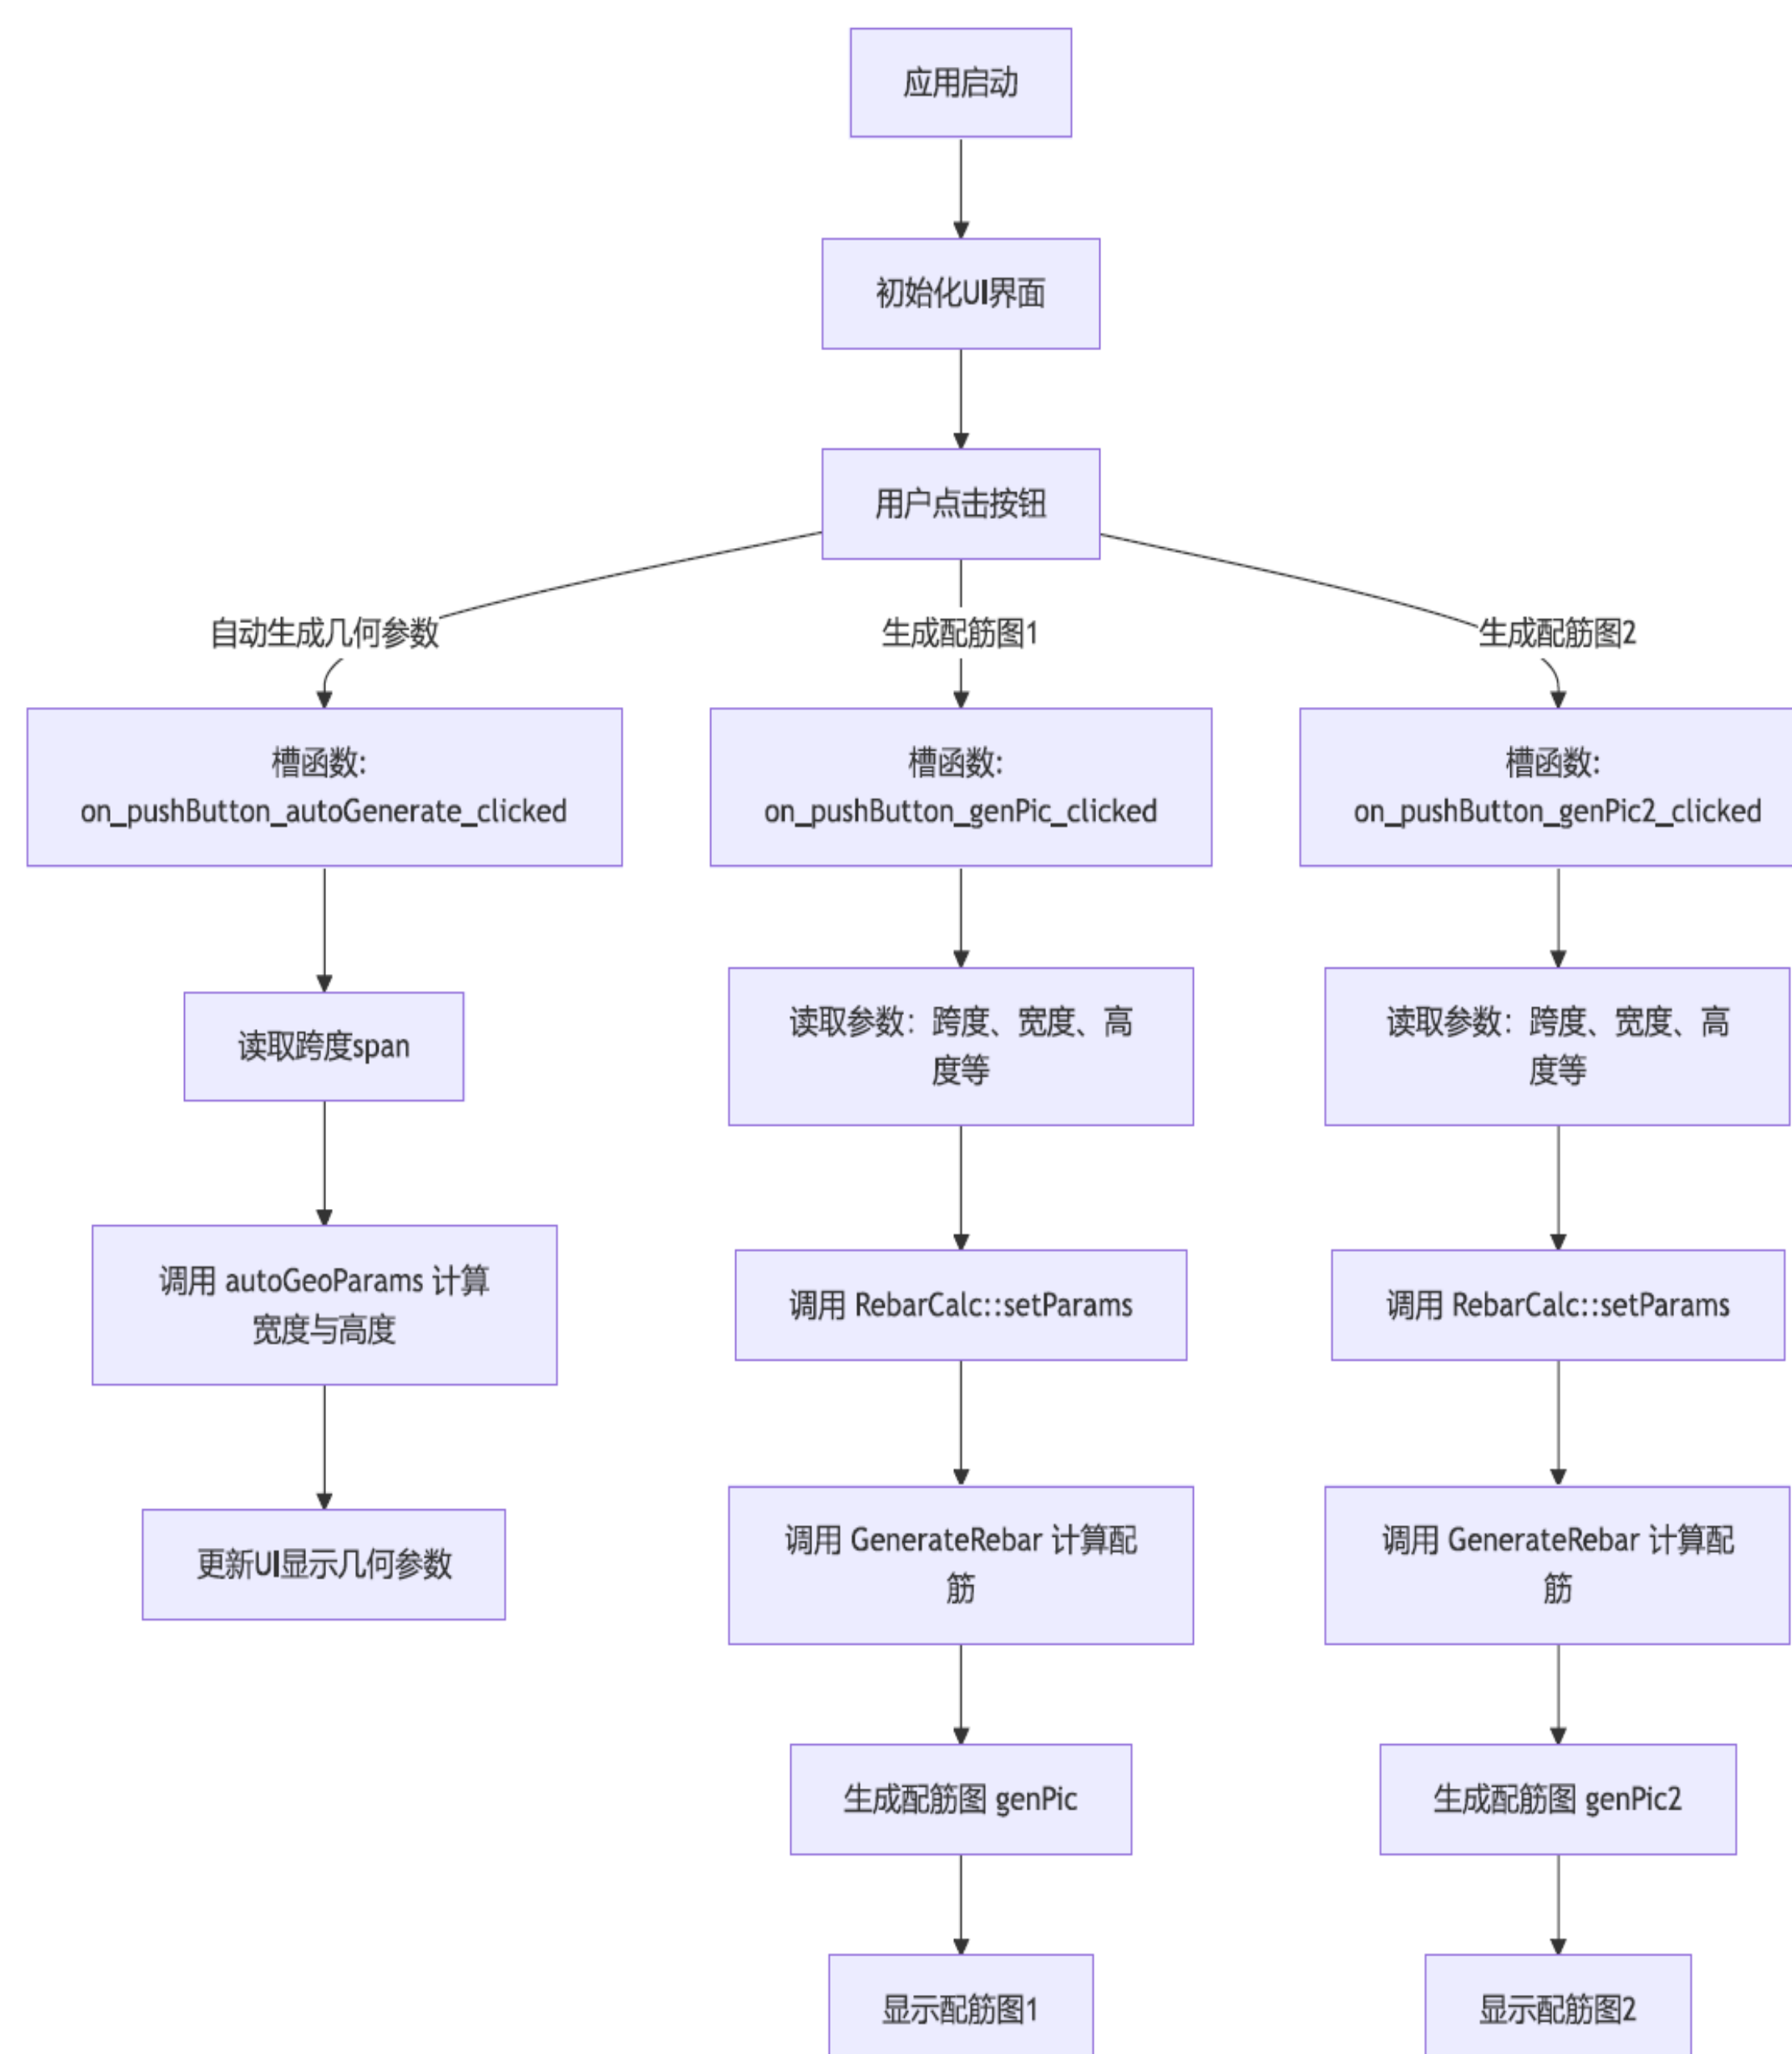 应用启动
初始化UI界面
用户点击按钮
自动生成几何参数
生成配筋图1
生成配筋图2
槽函数:
on_pushButton_autoGenerate_clicked
槽函数:
on_pushButton_genPic_clicked
槽函数:
on_pushButton_genPic2_clicked
读取跨度span
读取参数：跨度、宽度、高
度等
读取参数：跨度、宽度、高
度等
调用 autoGeoParams 计算
宽度与高度
调用 RebarCalc::setParams
调用 RebarCalc::setParams
更新UI显示几何参数
调用 GenerateRebar 计算配
筋
调用 GenerateRebar 计算配
筋
生成配筋图 genPic
生成配筋图 genPic2
显示配筋图1
显示配筋图2